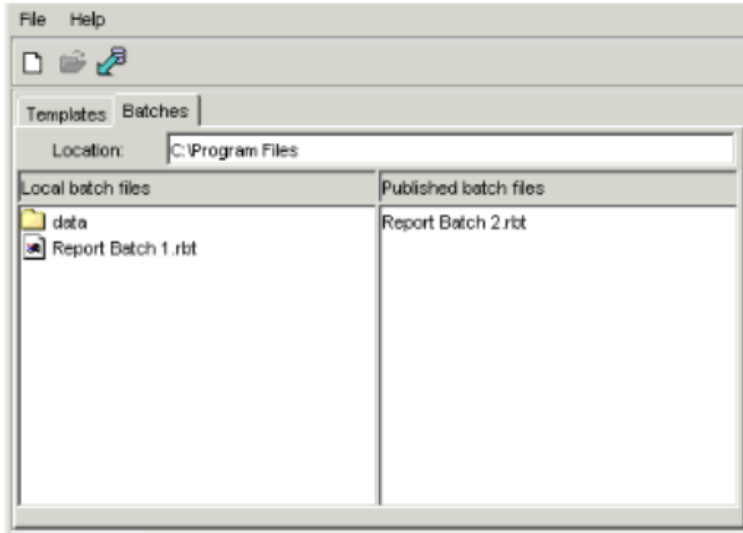 File Help
Templates Batches
Location: C:\Program Files
Local batch files Published batch files
data Report Batch 2.rbt
Report Batch 1.rbt